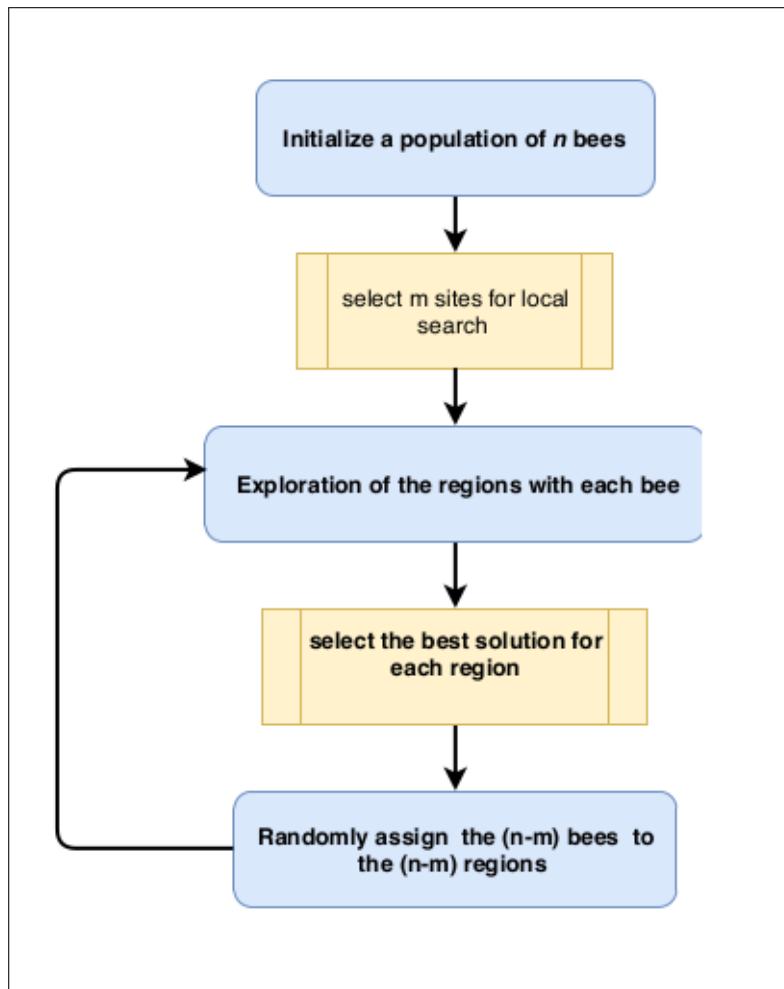 Initialize a population of n bees
select m sites for local
search
Exploration of the regions with each bee
select the best solution for
each region
Randomly assign the (n-m) bees to
the (n-m) regions